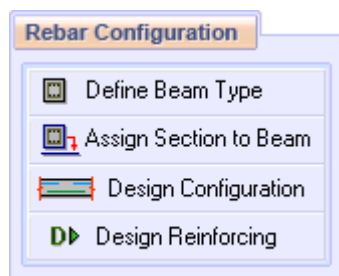 Rebar Configuration
Define Beam Type
Assign Section to Beam
Design Configuration
D Design Reinforcing